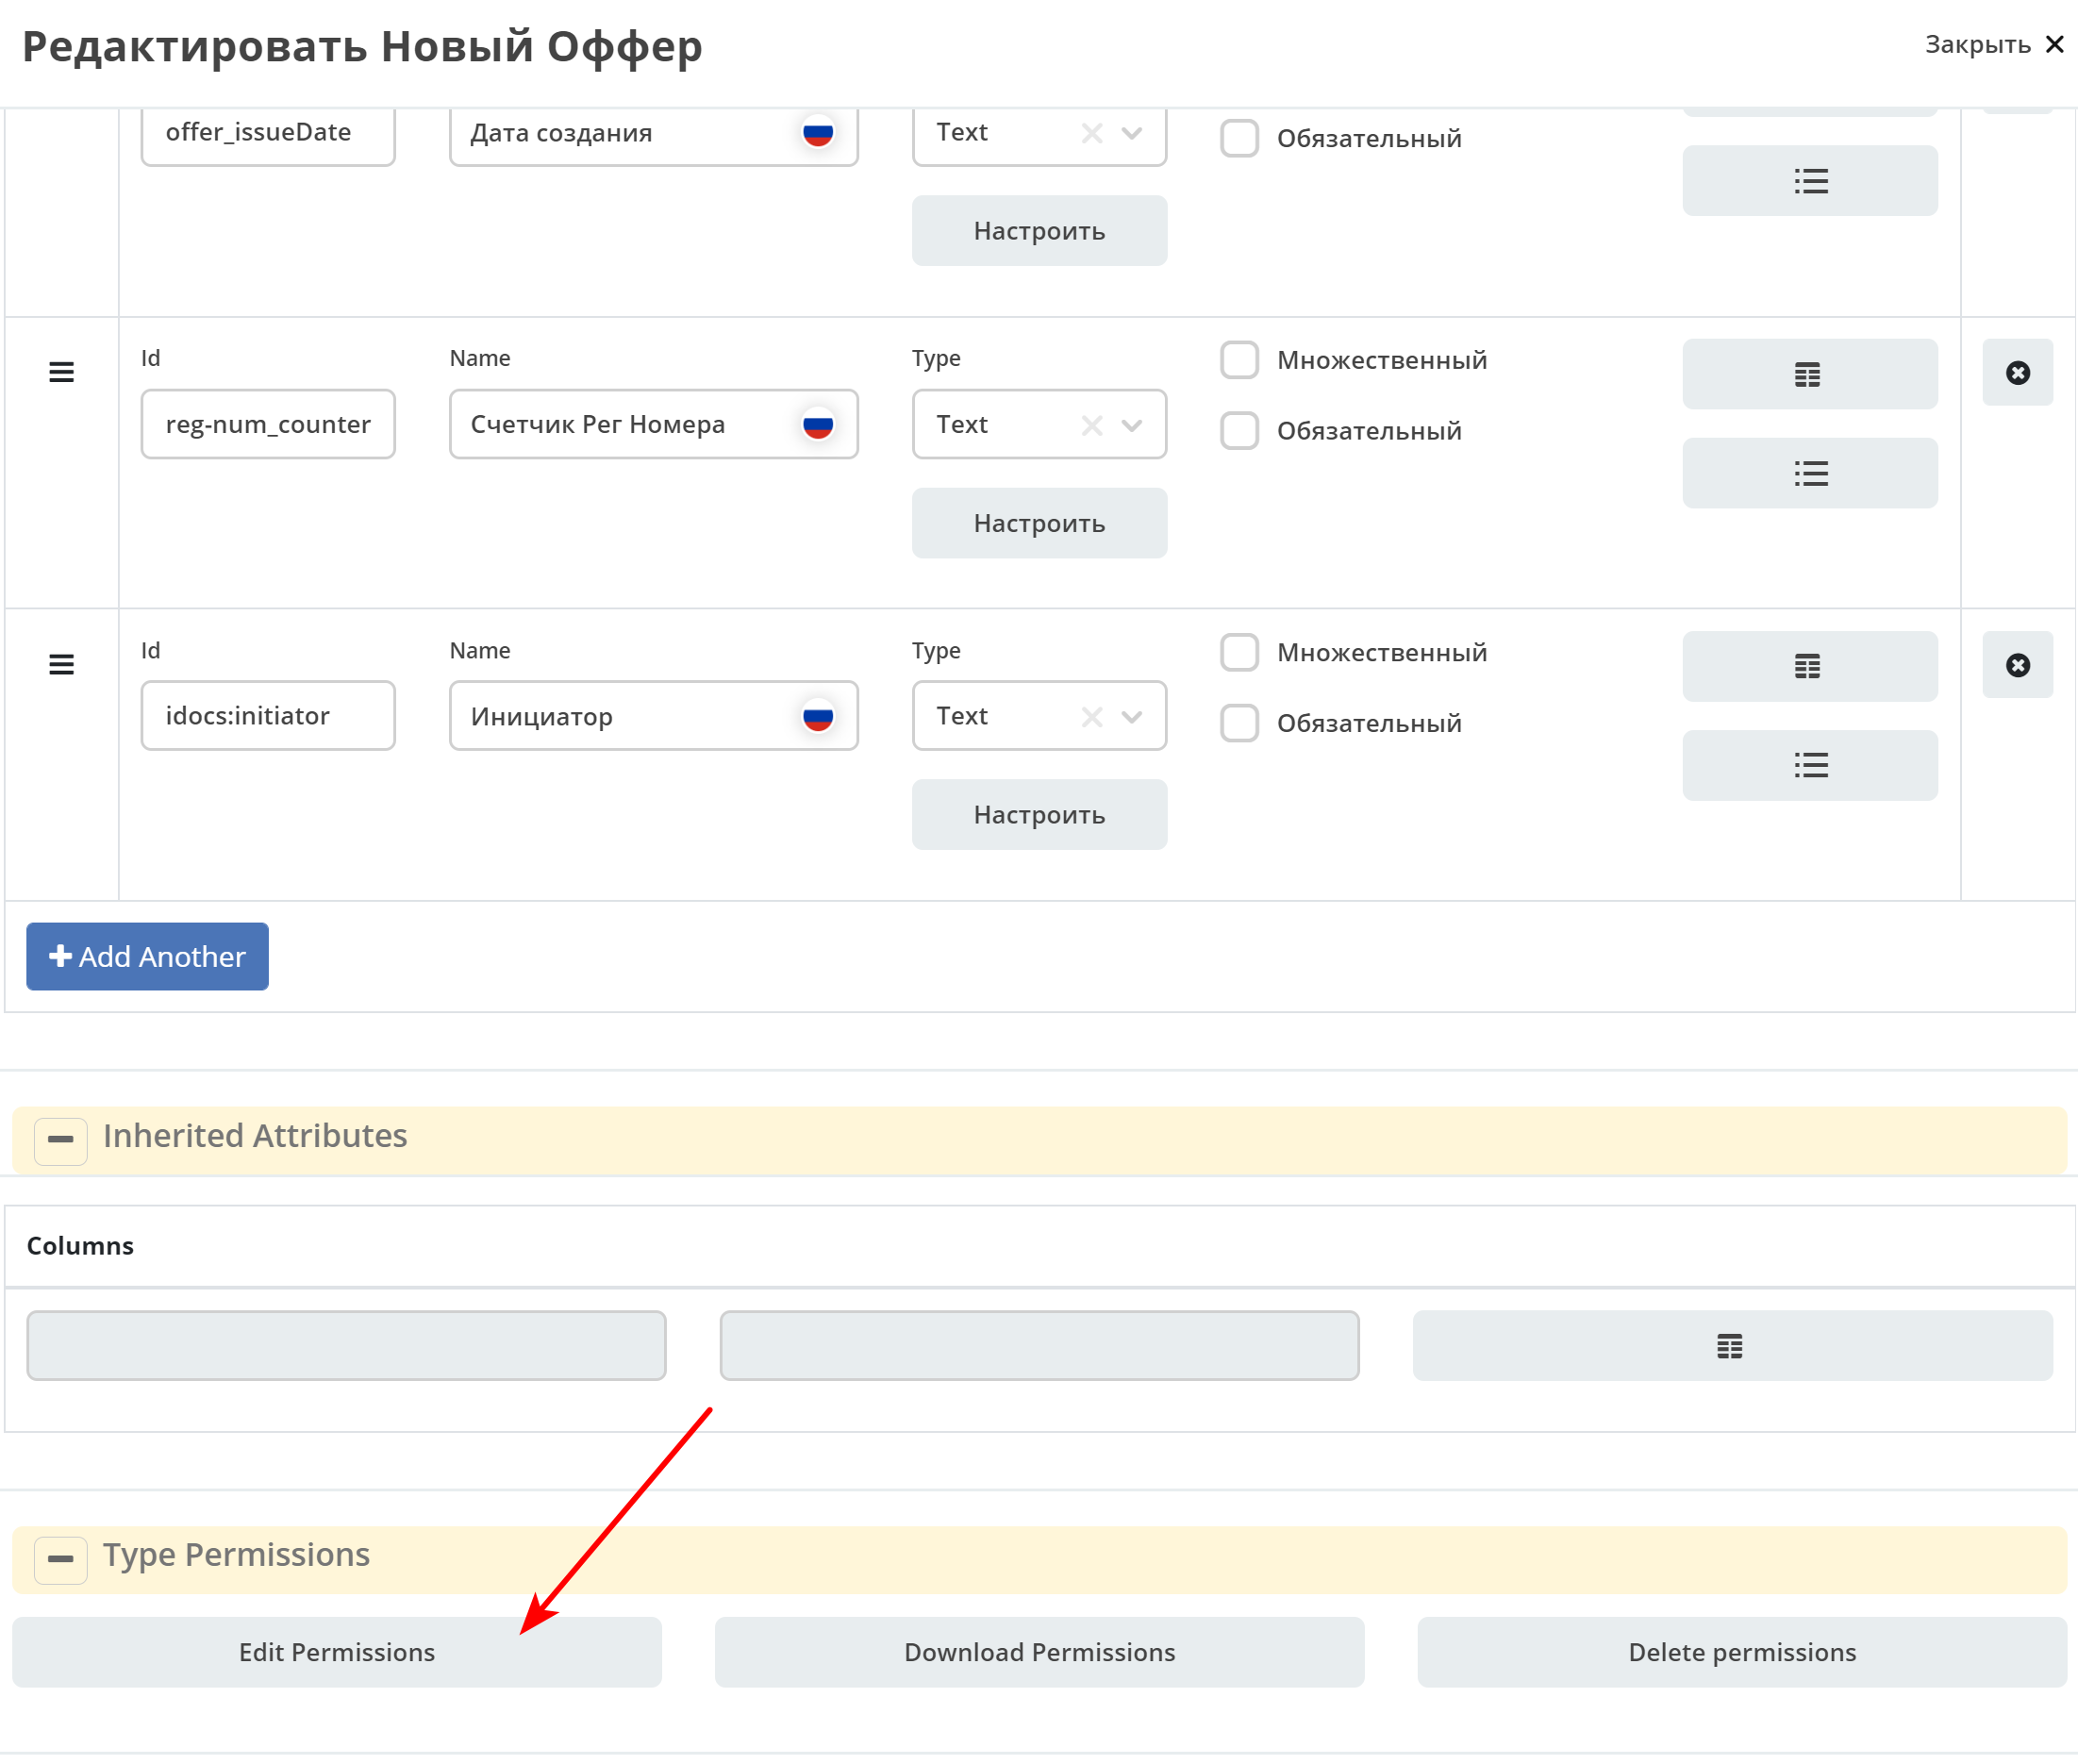 Редактировать Новый Оффер
Закрыть
offer_issueDate
Дата создания
Text
Обязательный
Настроить
Id
Name
Type
Множественный
reg-num_counter
Счетчик Рег Номера
Text
Обязательный
Настроить
Id
Name
Type
Множественный
idocs:initiator
Инициатор
Text
Обязательный
Настроить
Add Another
Inherited Attributes
Columns
Type Permissions
Edit Permissions
Download Permissions
Delete permissions